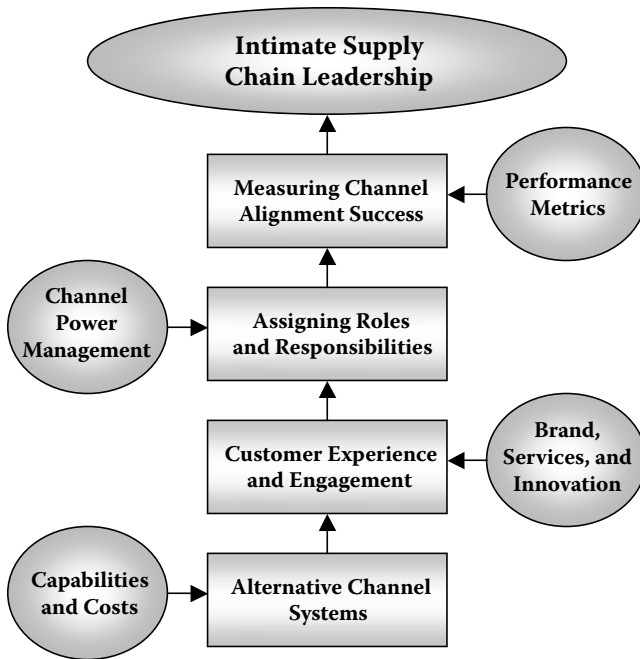 Intimate Supply
Chain Leadership
Measuring Channel
Alignment Success
Performance
Metrics
Channel
Power
Management
Assigning Roles
and Responsibilities
Customer Experience
and Engagement
Brand,
Services, and
Innovation
Capabilities
and Costs
Alternative Channel
Systems